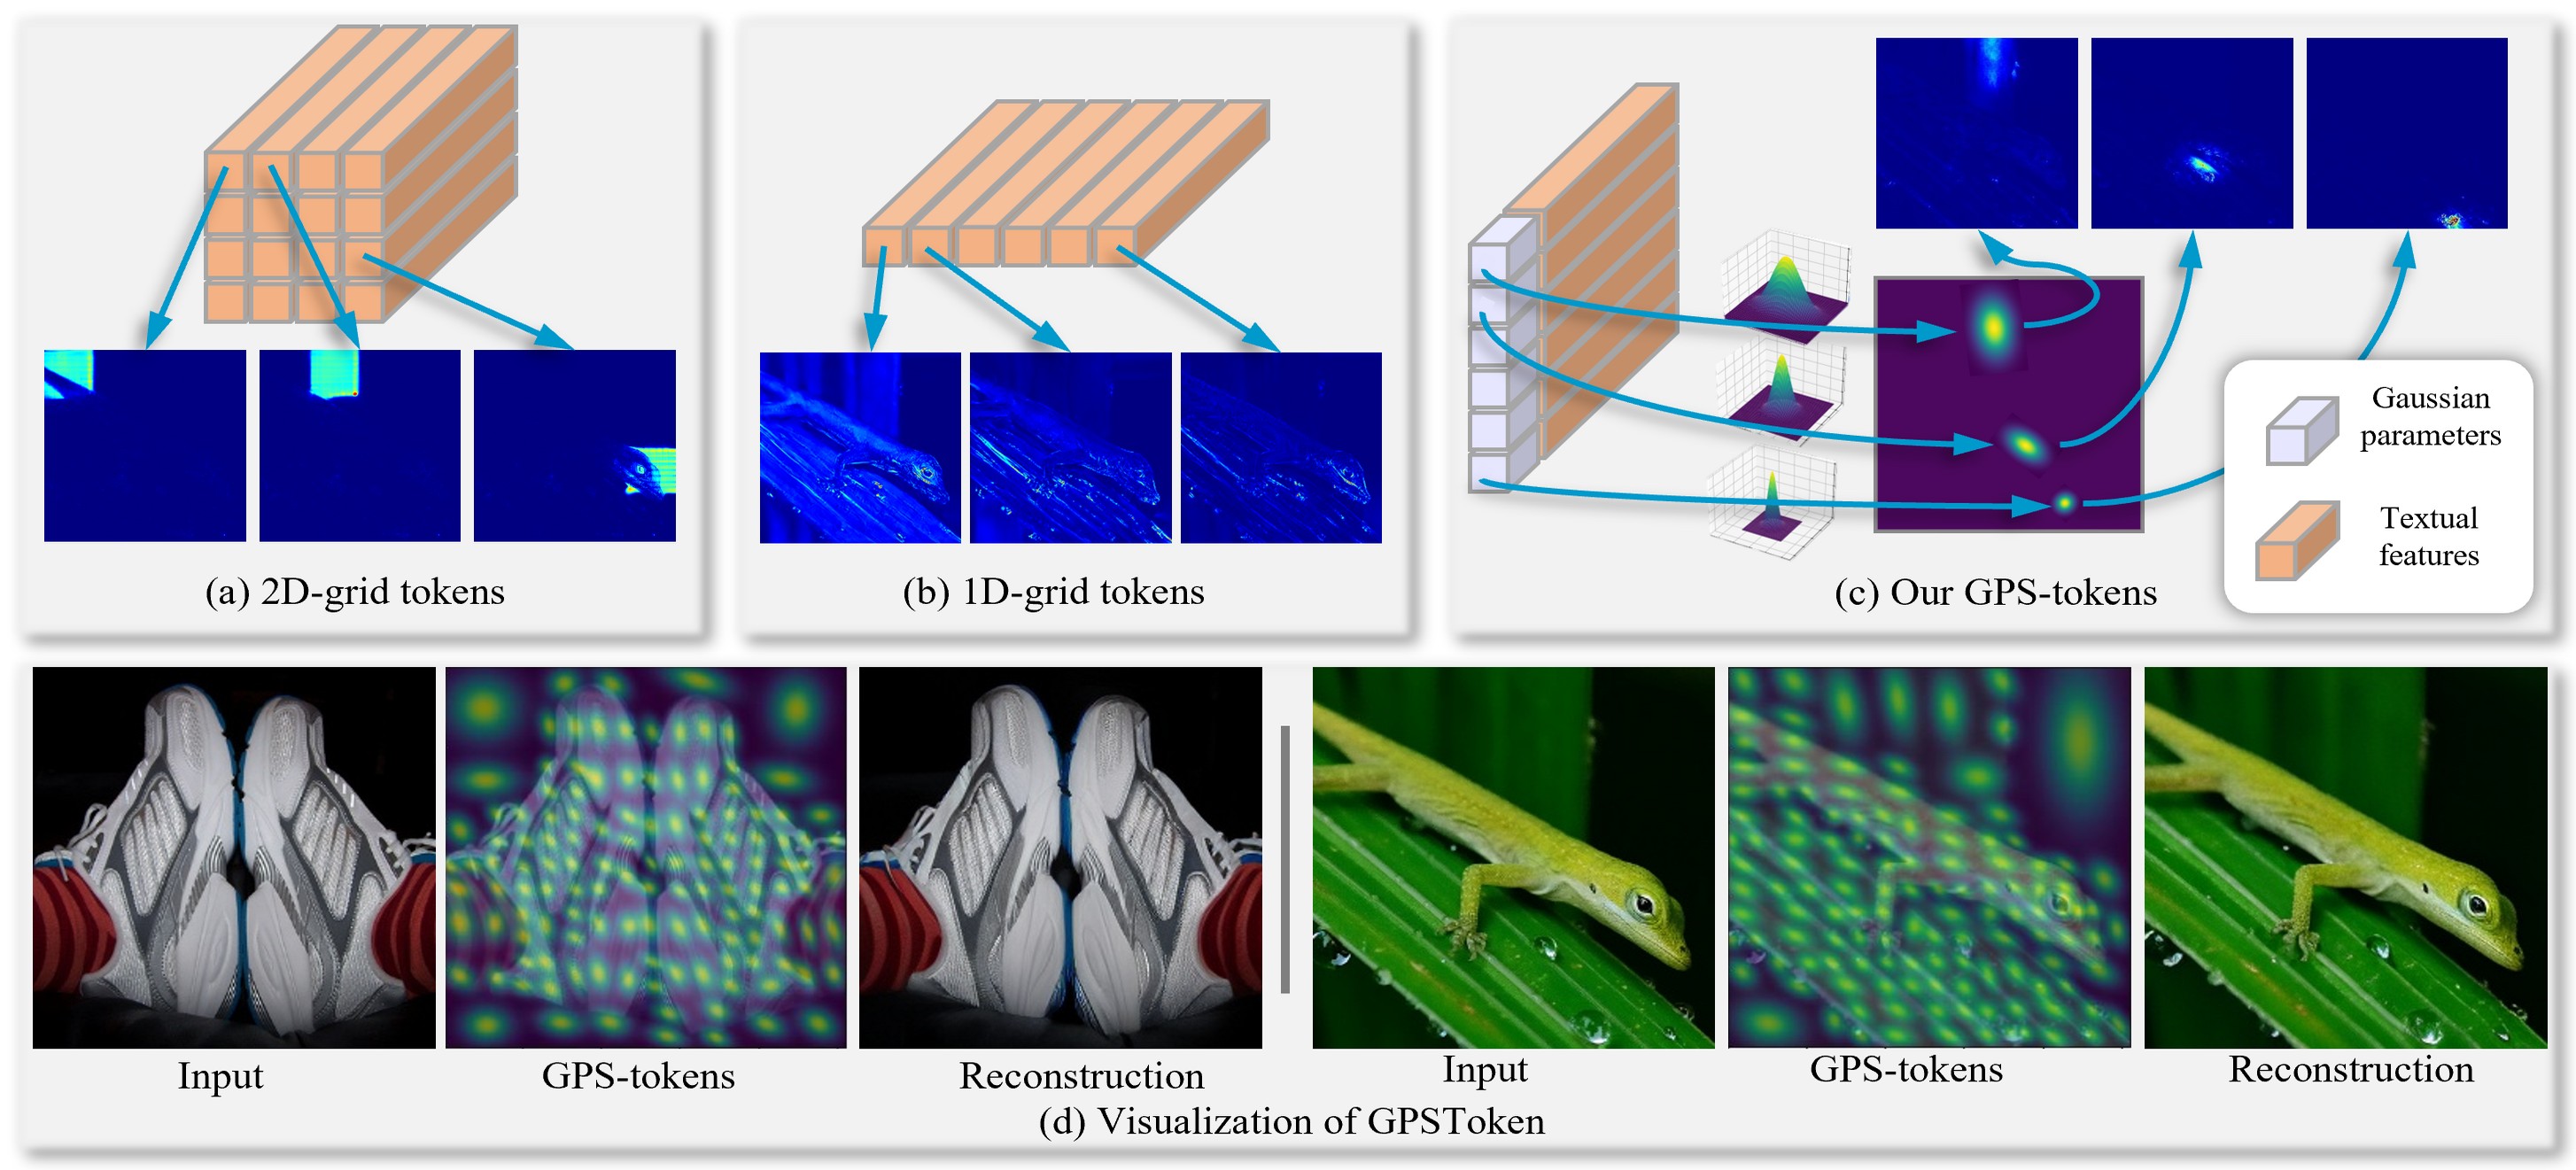 Gaussian
parameters
Textual
features
(a) 2D-grid tokens
(b) 1D-grid tokens
(c) Our GPS-tokens
Input
GPS-tokens
Reconstruction
Input
GPS-tokens
Reconstruction
(d) Visualization of GPSToken